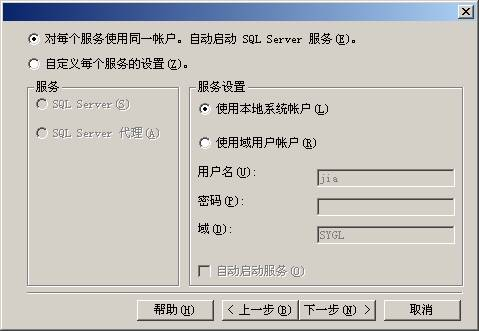 对每个服务使用同一帐户。自动启动 SQL Server 服务(E)。
自定义每个服务的设置(Z)。
服务
SQL Server(S)
SQL Server 代理(A)
服务设置
使用本地系统帐户(L)
使用域用户帐户(R)
用户名(U):
jia
密码(P):
域(D):
SYGL
自动启动服务(O)
帮助(H)
< 上一步(B)
下一步(N) >
取消